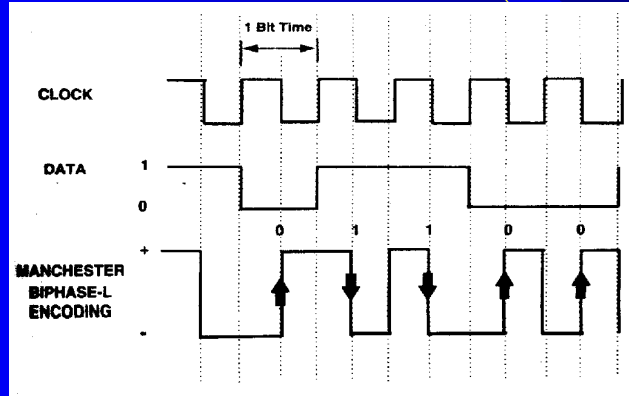 1 Bit Time
CLOCK
DATA
1
0
0 1 1 0 0
+
MANCHESTER
BIPHASE-L
ENCODING
-